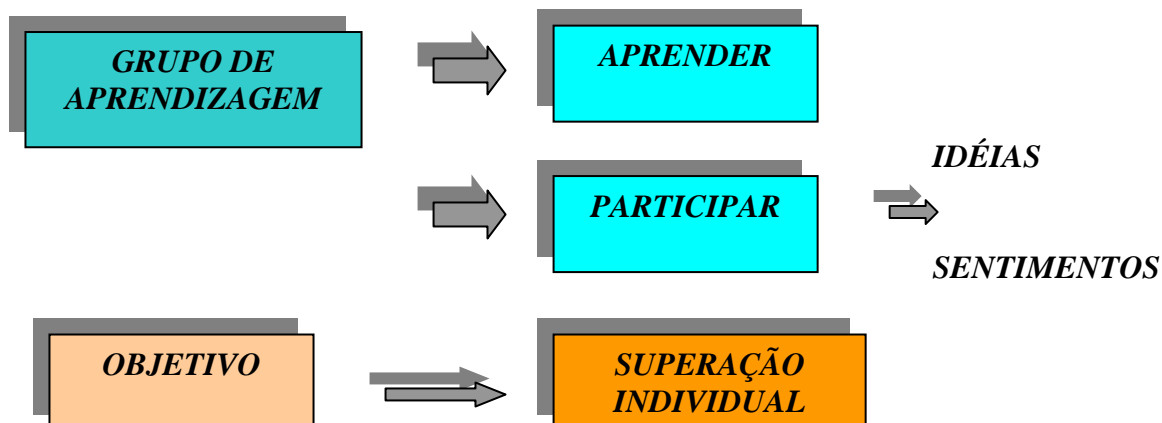 GRUPO DE
APRENDIZAGEM
APRENDER
IDÉIAS
PARTICIPAR
SENTIMENTOS
OBJETIVO
SUPERAÇÃO
INDIVIDUAL